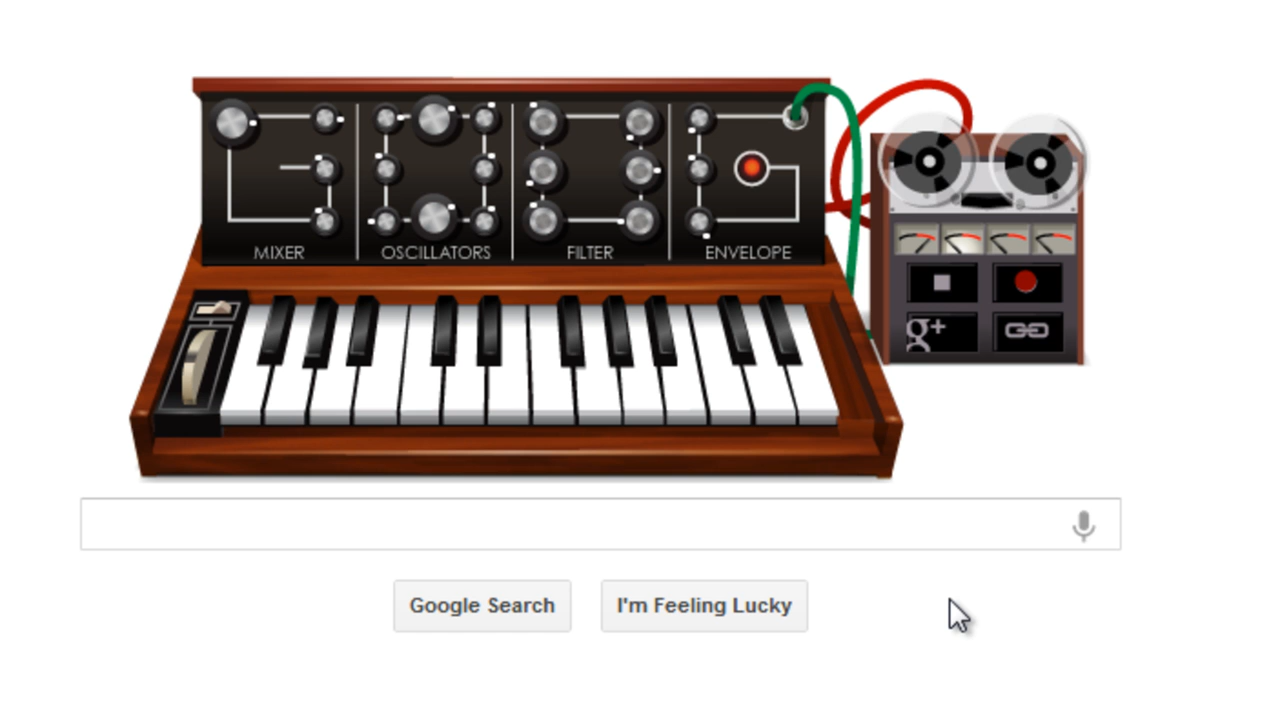 MIXER
OSCILLATORS
FILTER
ENVELOPE
g+
Google Search
I'm Feeling Lucky